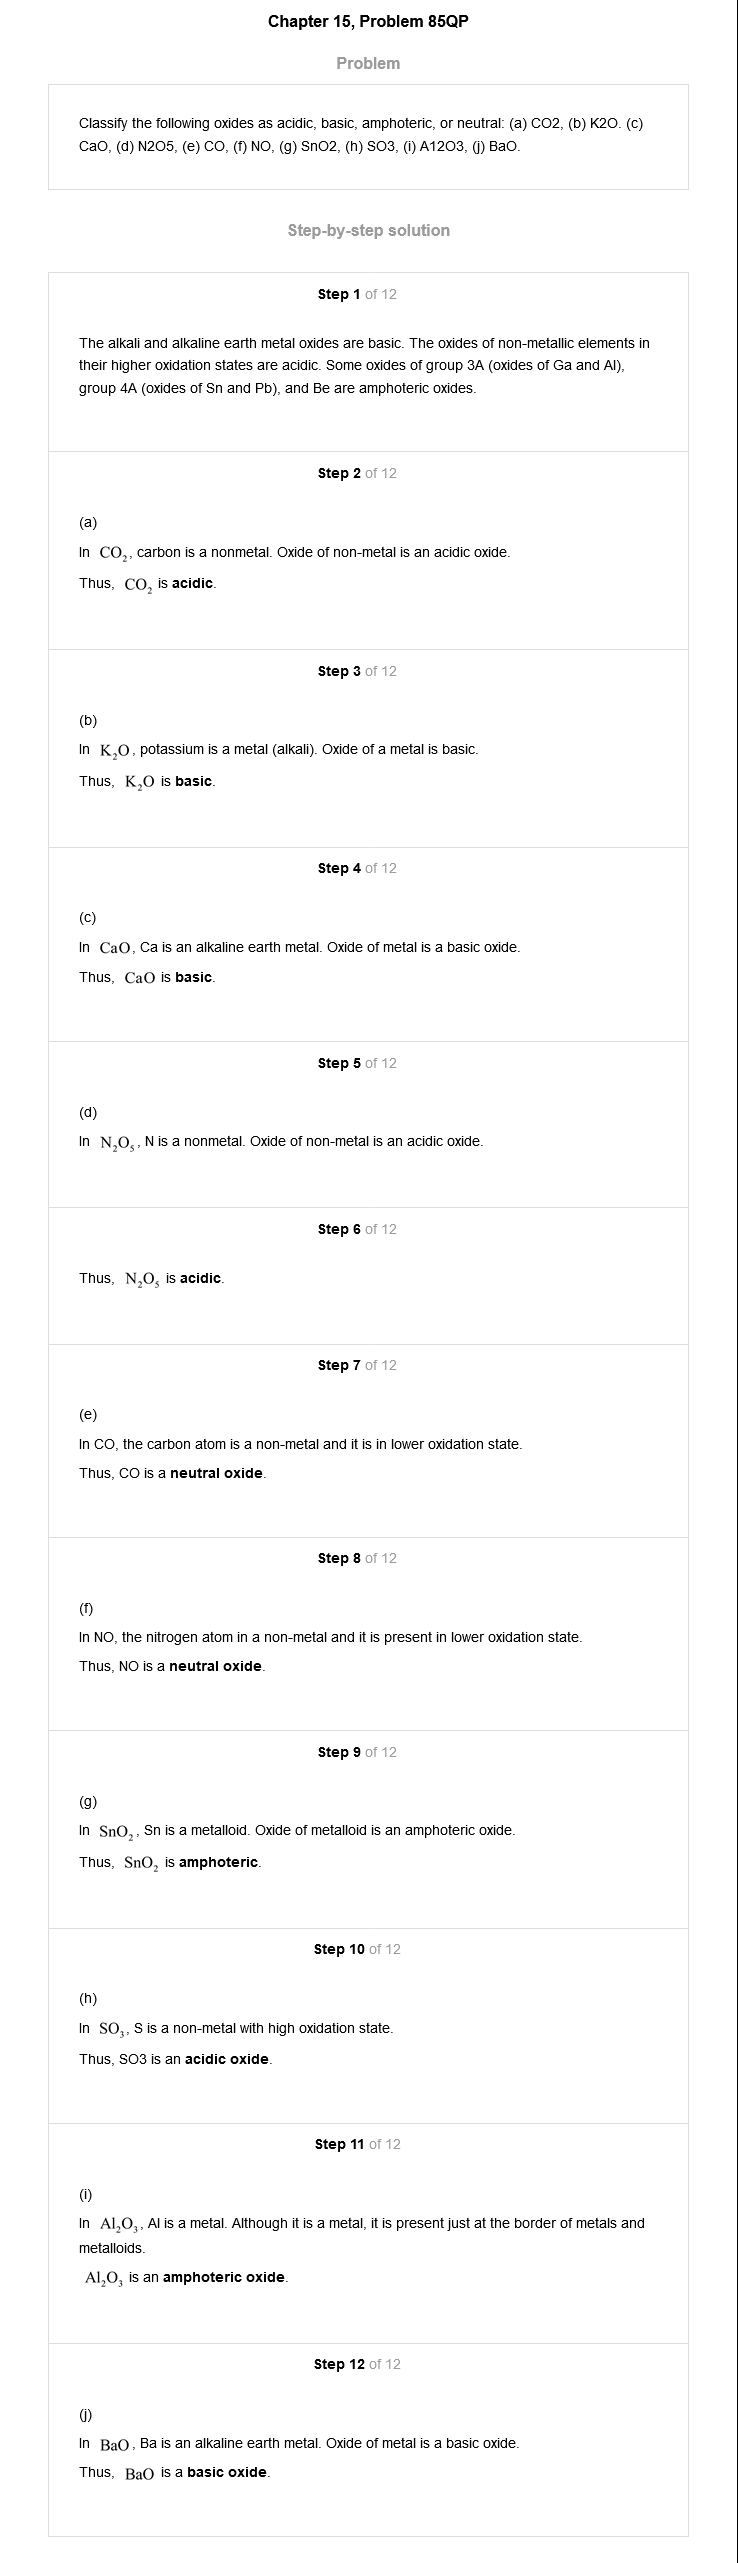 Chapter 15, Problem 85QP
Problem
Classify the following oxides as acidic, basic, amphoteric, or neutral: (a) CO2, (b) K2O. (c)
CaO, (d) N2O5, (e) CO, (f) NO, (g) SnO2, (h) SO3, (i) A12O3, (j) BaO.
Step-by-step solution
Step 1 of 12
The alkali and alkaline earth metal oxides are basic. The oxides of non-metallic elements in
their higher oxidation states are acidic. Some oxides of group 3A (oxides of Ga and Al),
group 4A (oxides of Sn and Pb), and Be are amphoteric oxides.
Step 2 of 12
(a)
In CO₂, carbon is a nonmetal. Oxide of non-metal is an acidic oxide.
Thus, CO₂ is acidic.
Step 3 of 12
(b)
In K₂O, potassium is a metal (alkali). Oxide of a metal is basic.
Thus, K₂O is basic.
Step 4 of 12
(c)
In CaO, Ca is an alkaline earth metal. Oxide of metal is a basic oxide.
Thus, CaO is basic.
Step 5 of 12
(d)
In N₂O₅, N is a nonmetal. Oxide of non-metal is an acidic oxide.
Step 6 of 12
Thus, N₂O₅ is acidic.
Step 7 of 12
(e)
In CO, the carbon atom is a non-metal and it is in lower oxidation state.
Thus, CO is a neutral oxide.
Step 8 of 12
(f)
In NO, the nitrogen atom in a non-metal and it is present in lower oxidation state.
Thus, NO is a neutral oxide.
Step 9 of 12
(g)
In SnO₂, Sn is a metalloid. Oxide of metalloid is an amphoteric oxide.
Thus, SnO₂ is amphoteric.
Step 10 of 12
(h)
In SO₃, S is a non-metal with high oxidation state.
Thus, SO3 is an acidic oxide.
Step 11 of 12
(i)
In Al₂O₃, Al is a metal. Although it is a metal, it is present just at the border of metals and
metalloids.
Al₂O₃ is an amphoteric oxide.
Step 12 of 12
(j)
In BaO, Ba is an alkaline earth metal. Oxide of metal is a basic oxide.
Thus, BaO is a basic oxide.